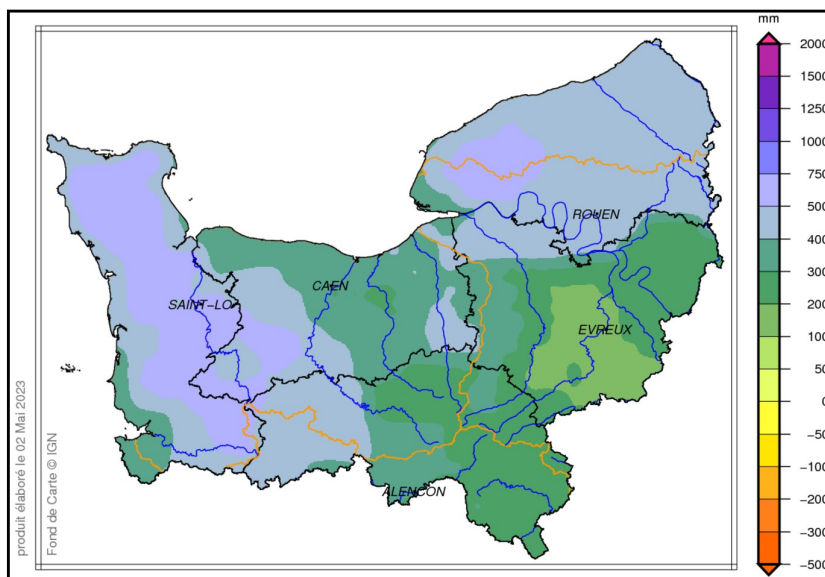 mm
2000
1500
1250
1000
750
500
400
300
200
100
50
0
-50
-100
-200
-300
-500
ROUEN
CAEN
SAINT-LO
EVREUX
ALENCON
produit élaboré le 02 Mai 2023
Fond de Carte © IGN